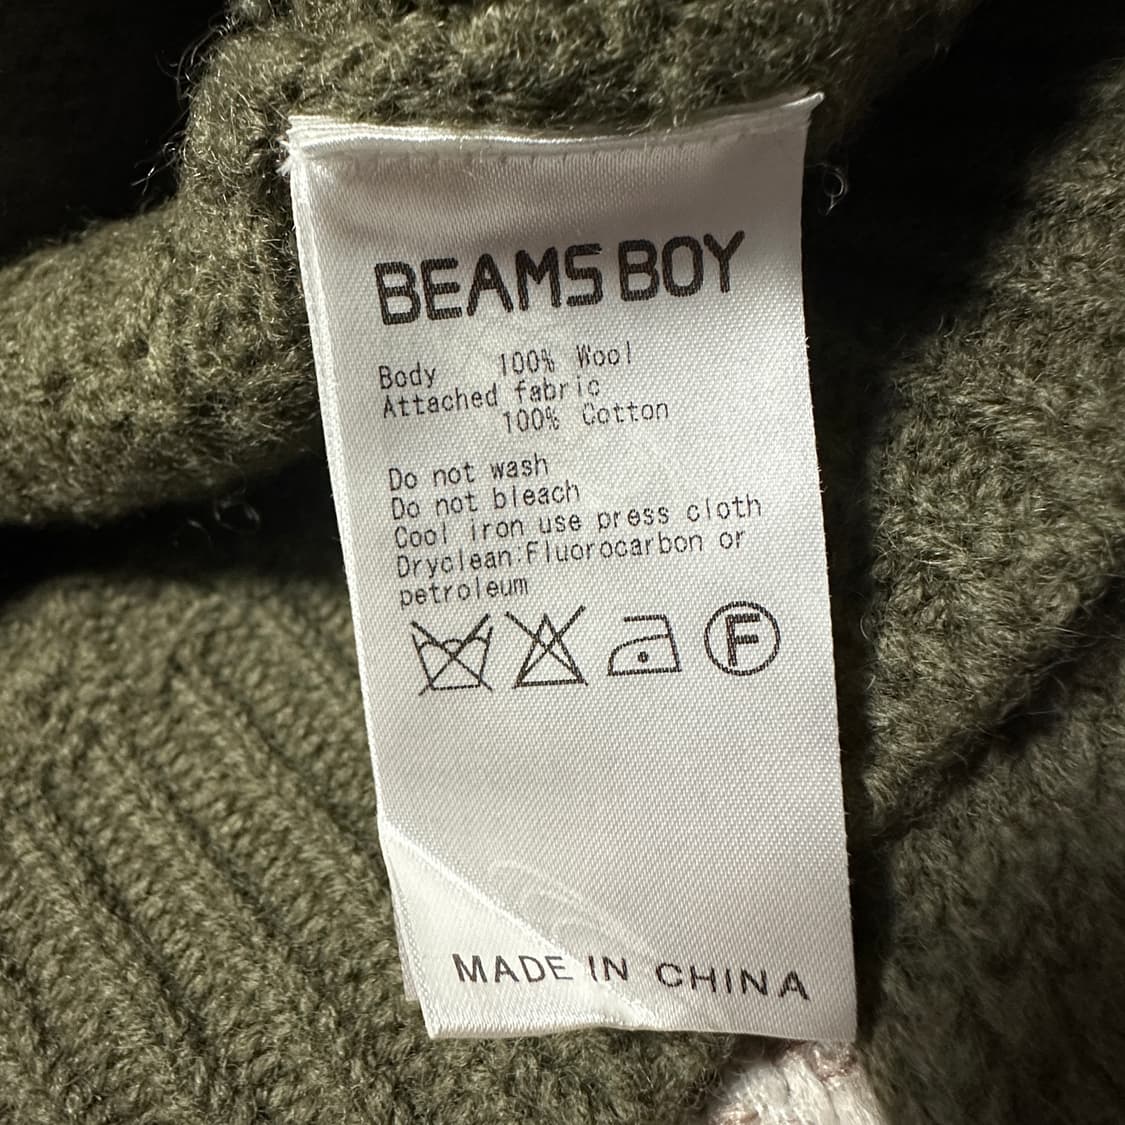 BEAMS BOY
Body 100% Wool
Attached fabric
100% Cotton
Do not wash
Do not bleach
Cool iron use press cloth
Dryclean:Fluorocarbon or
petroleum
F
MADE IN CHINA